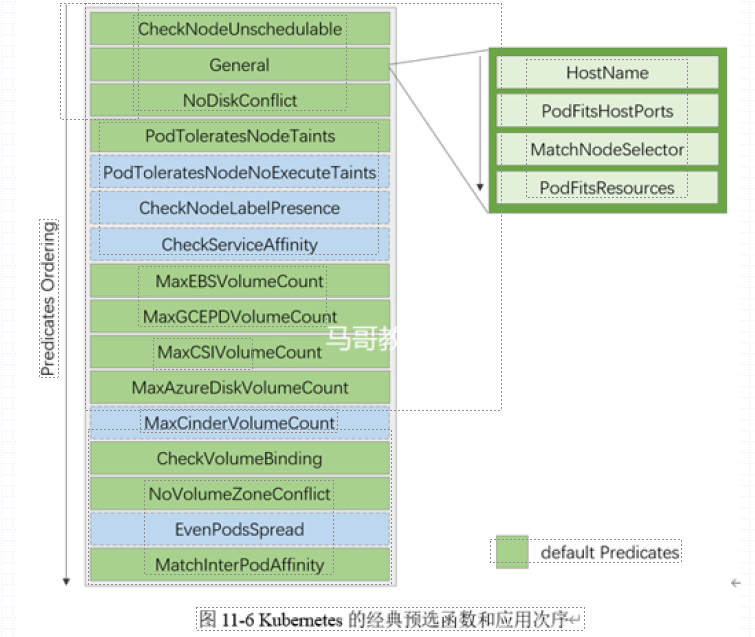 CheckNodeUnschedulable
General
NoDiskConflict
PodToleratesNodeTaints
PodToleratesNodeNoExecuteTaints
CheckNodeLabelPresence
CheckServiceAffinity
MaxEBSVolumeCount
MaxGCEPDVolumeCount
MaxCSIVolumeCount
MaxAzureDiskVolumeCount
MaxCinderVolumeCount
CheckVolumeBinding
NoVolumeZoneConflict
EvenPodsSpread
MatchInterPodAffinity
Predicates Ordering
HostName
PodFitsHostPorts
MatchNodeSelector
PodFitsResources
马哥教
default Predicates
图 11-6 Kubernetes 的经典预选函数和应用次序